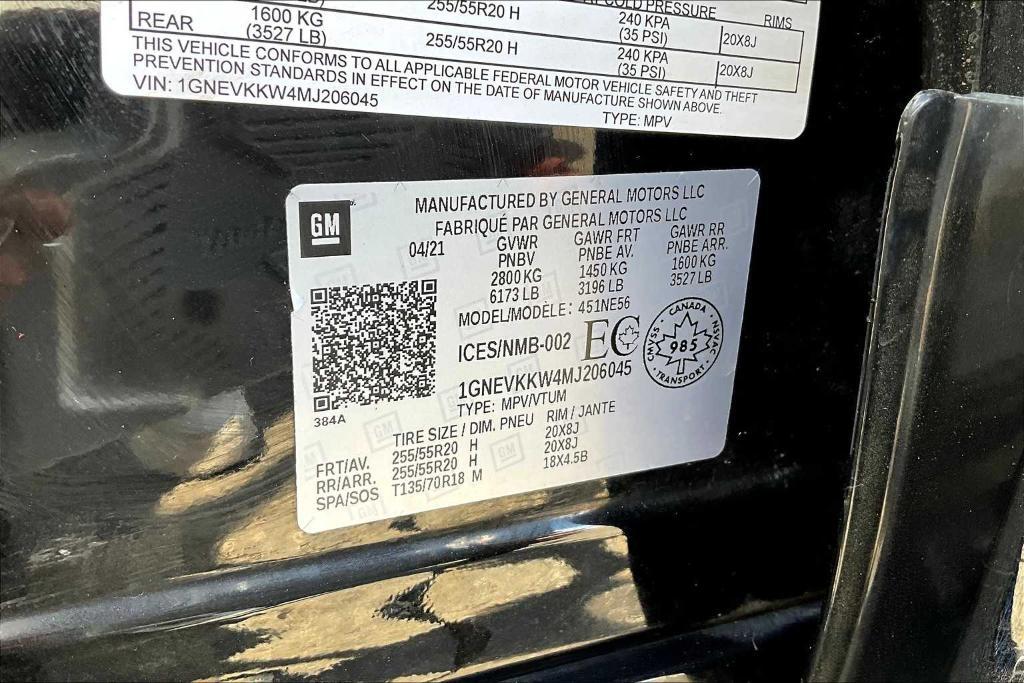 COLD PRESSURE RIMS
255/55R20 H 240 KPA (35 PSI) 20X8J
REAR 1600 KG (3527 LB) 255/55R20 H 240 KPA (35 PSI) 20X8J
THIS VEHICLE CONFORMS TO ALL APPLICABLE FEDERAL MOTOR VEHICLE SAFETY AND THEFT
PREVENTION STANDARDS IN EFFECT ON THE DATE OF MANUFACTURE SHOWN ABOVE.
VIN: 1GNEVKKW4MJ206045 TYPE: MPV
GM
MANUFACTURED BY GENERAL MOTORS LLC
FABRIQUÉ PAR GENERAL MOTORS LLC
04/21 GVWR GAWR FRT GAWR RR
PNBV PNBE AV. PNBE ARR.
2800 KG 1450 KG 1600 KG
6173 LB 3196 LB 3527 LB
MODEL/MODÈLE: 451NE56
ICES/NMB-002 EC
CANADA
NVAC 985 SVNMC
TRANSPORT
1GNEVKKW4MJ206045
TYPE: MPV/VTUM
384A
TIRE SIZE / DIM. PNEU RIM / JANTE
FRT/AV. 255/55R20 H 20X8J
RR/ARR. 255/55R20 H 20X8J
SPA/SOS T135/70R18 M 18X4.5B